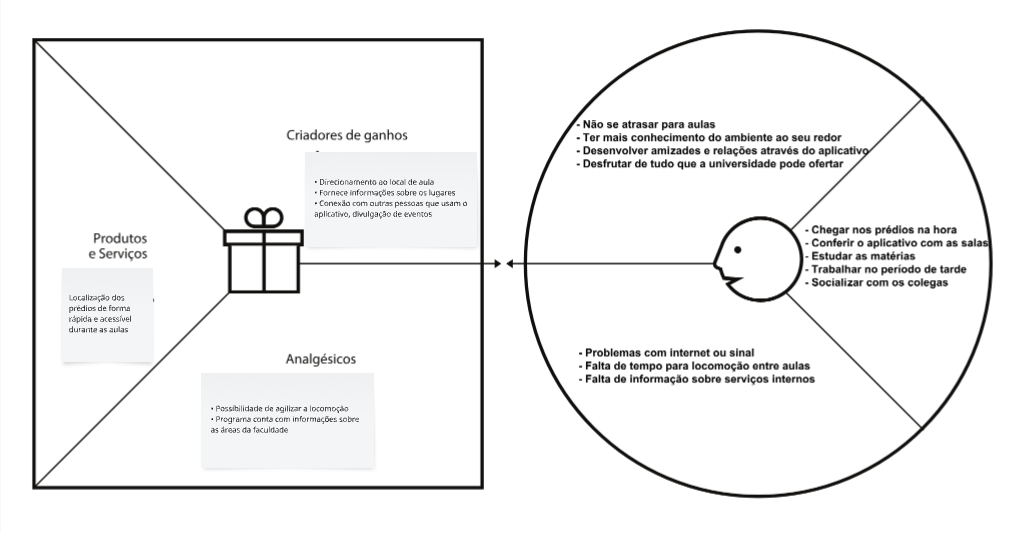 Criadores de ganhos
• Direcionamento ao local de aula
• Fornece informações sobre os lugares
• Conexão com outras pessoas que usam o
aplicativo, divulgação de eventos
Produtos
e Serviços
Localização dos
prédios de forma
rápida e acessível
durante as aulas
Analgésicos
• Possibilidade de agilizar a locomoção
• Programa conta com informações sobre
as áreas da faculdade
- Não se atrasar para aulas
- Ter mais conhecimento do ambiente ao seu redor
- Desenvolver amizades e relações através do aplicativo
- Desfrutar de tudo que a universidade pode ofertar
- Chegar nos prédios na hora
- Conferir o aplicativo com as salas
- Estudar as matérias
- Trabalhar no período de tarde
- Socializar com os colegas
- Problemas com internet ou sinal
- Falta de tempo para locomoção entre aulas
- Falta de informação sobre serviços internos